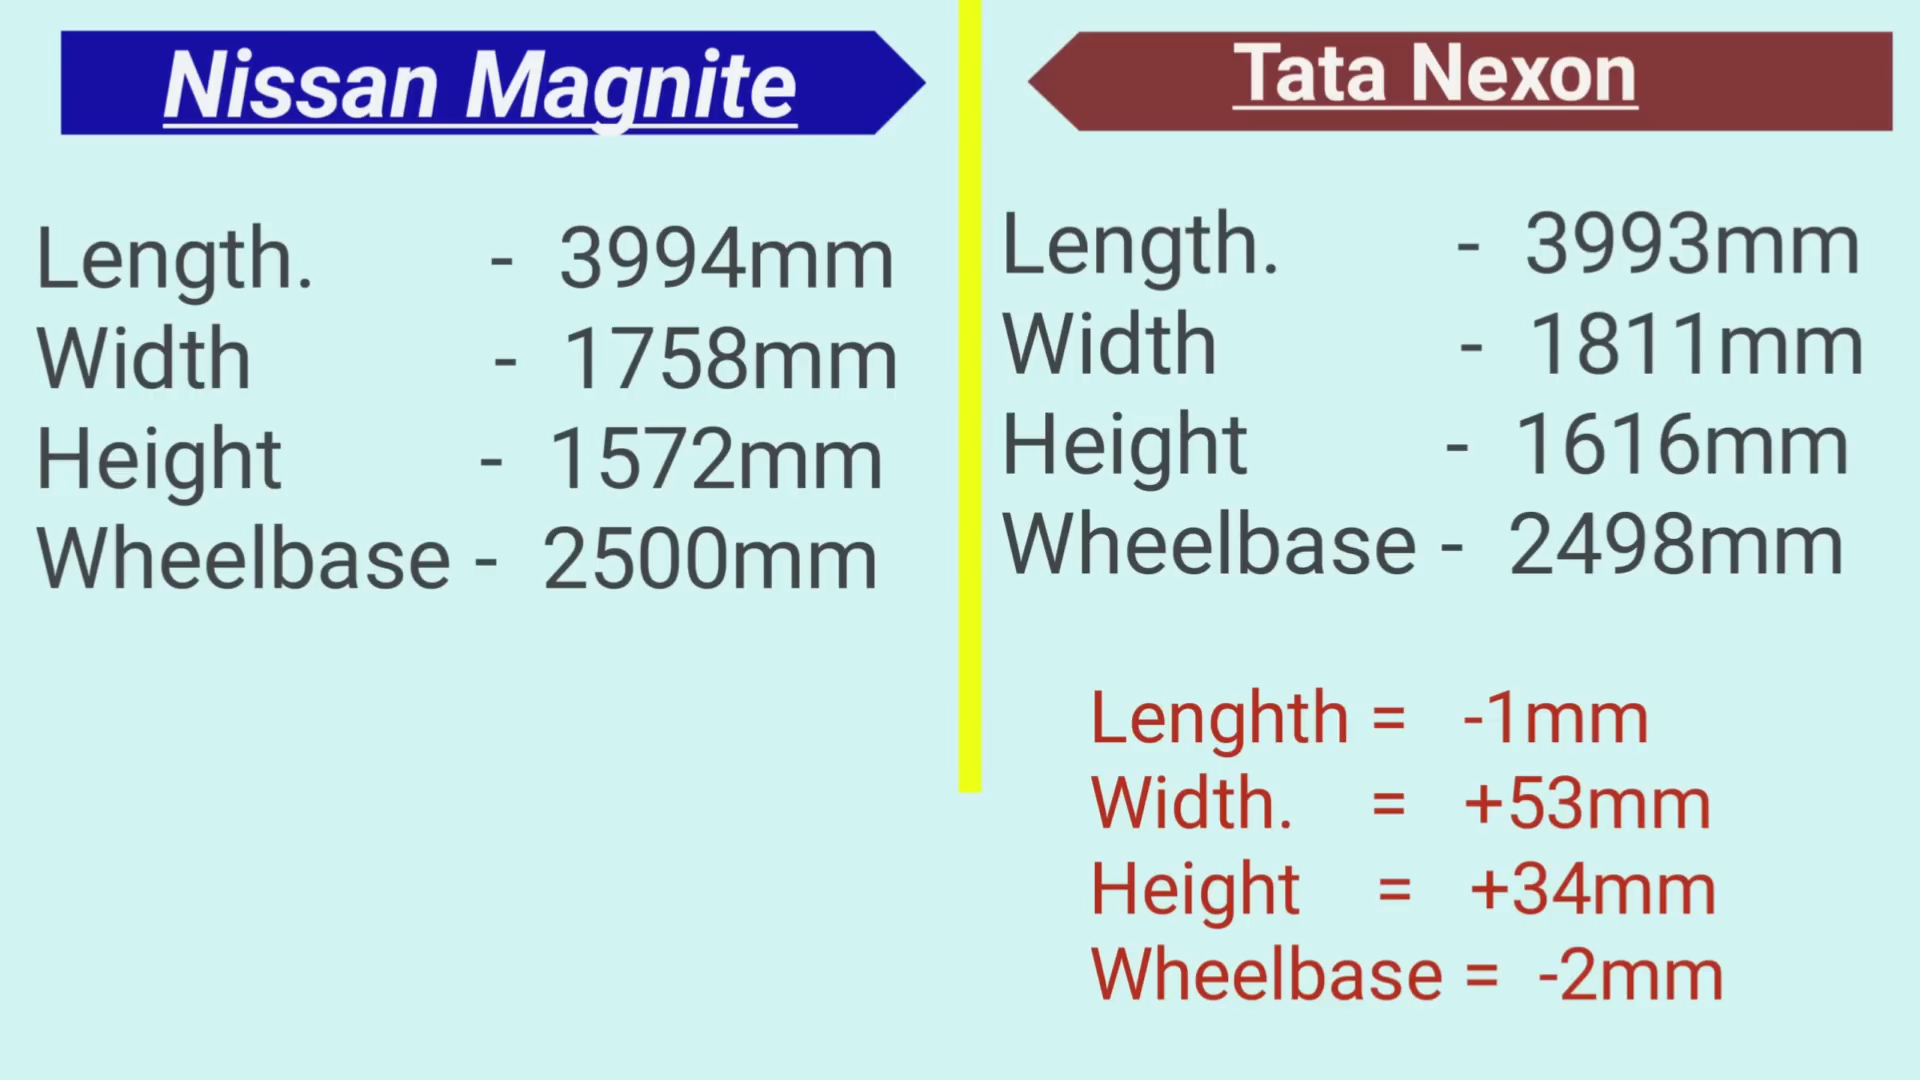 Nissan Magnite
Length. - 3994mm
Width - 1758mm
Height - 1572mm
Wheelbase - 2500mm
Tata Nexon
Length. - 3993mm
Width - 1811mm
Height - 1616mm
Wheelbase - 2498mm
Lenghth = -1mm
Width. = +53mm
Height = +34mm
Wheelbase = -2mm